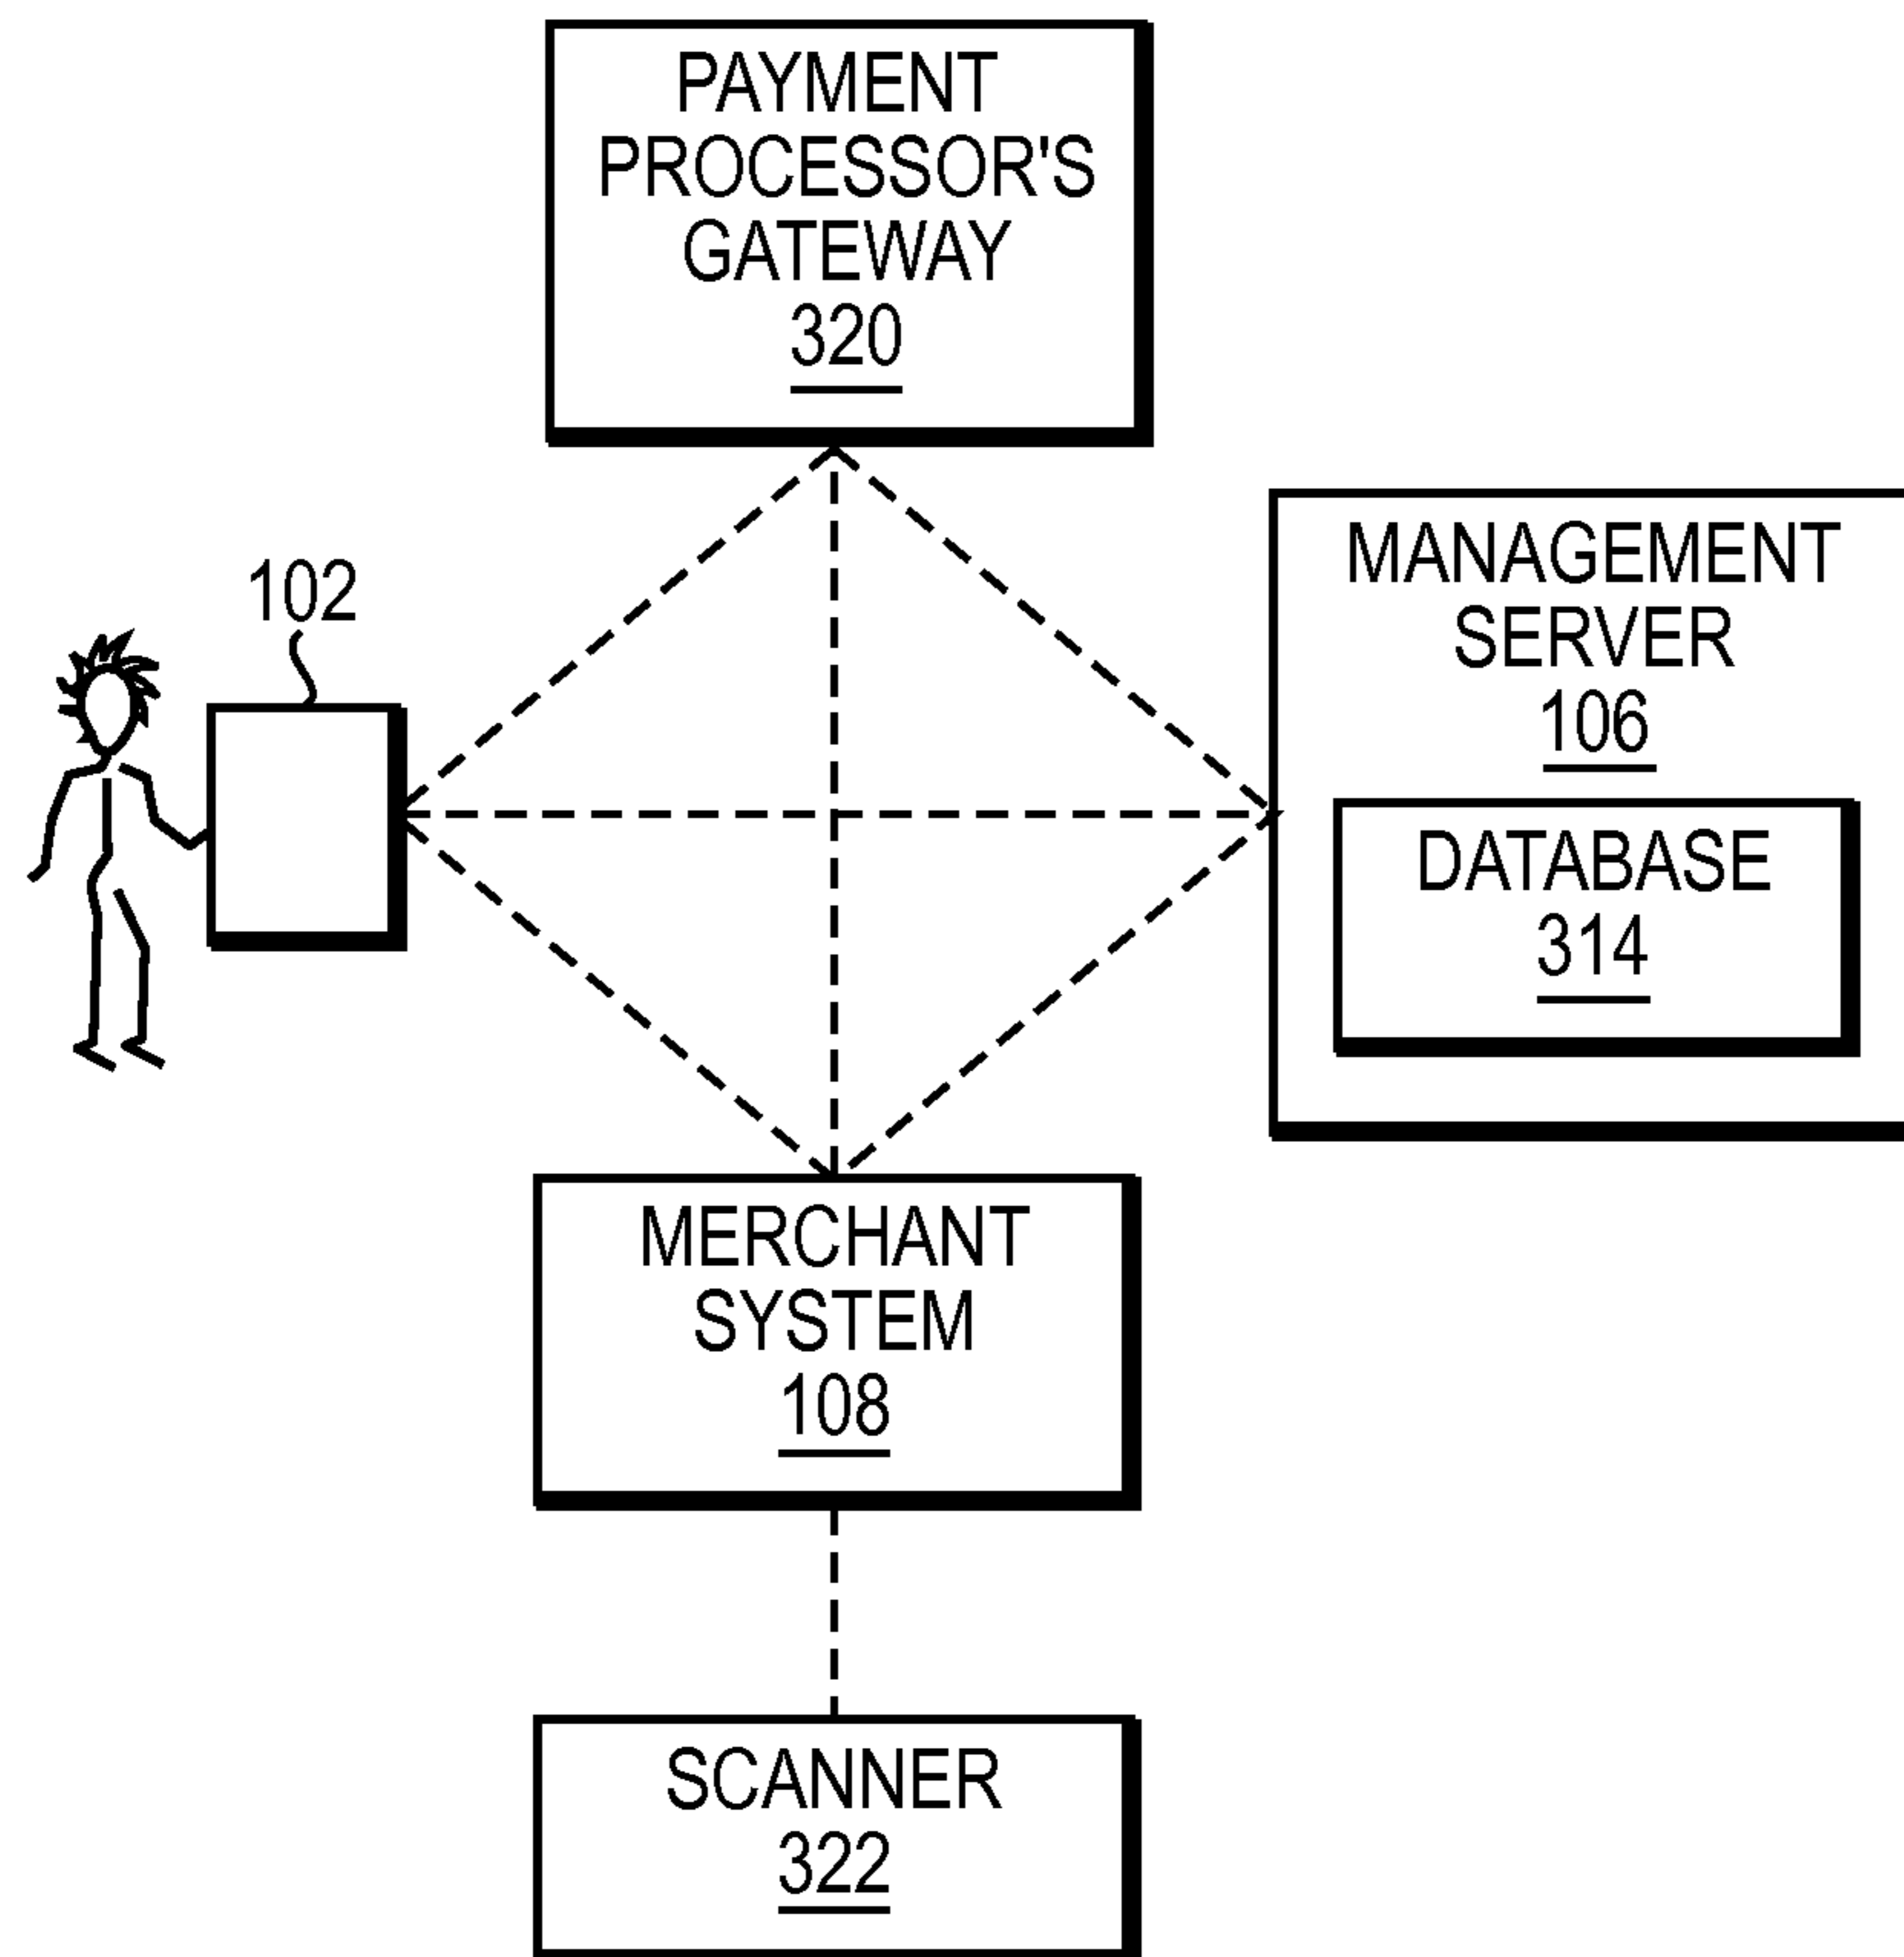 PAYMENT
PROCESSOR'S
GATEWAY
320
102
MANAGEMENT
SERVER
106
DATABASE
314
MERCHANT
SYSTEM
108
SCANNER
322